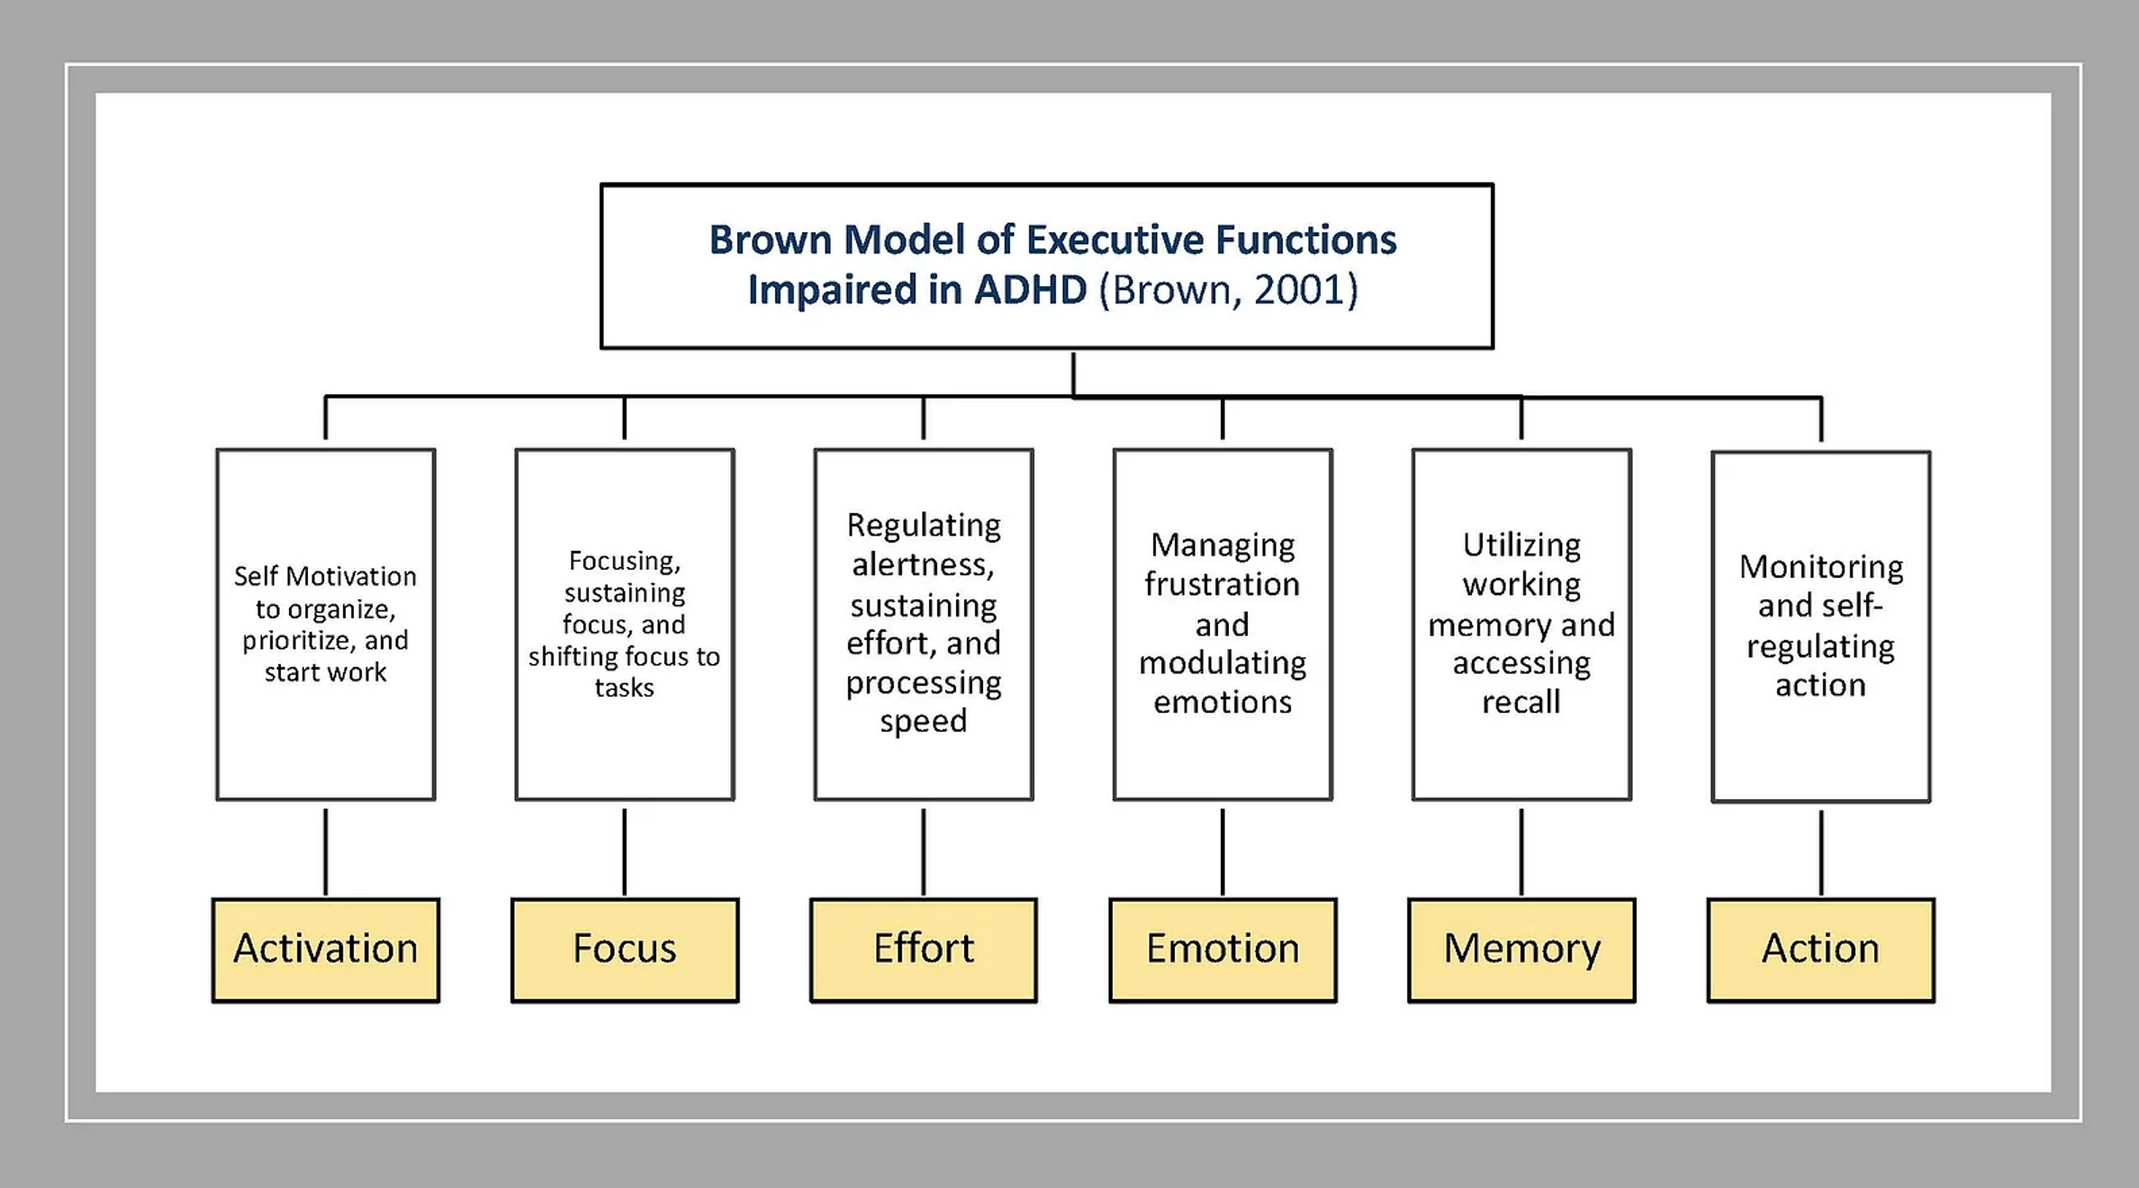 Brown Model of Executive Functions
Impaired in ADHD (Brown, 2001)
Self Motivation
to organize,
prioritize, and
start work
Focusing,
sustaining
focus, and
shifting focus to
tasks
Regulating
alertness,
sustaining
effort, and
processing
speed
Managing
frustration
and
modulating
emotions
Utilizing
working
memory and
accessing
recall
Monitoring
and self-
regulating
action
Activation
Focus
Effort
Emotion
Memory
Action